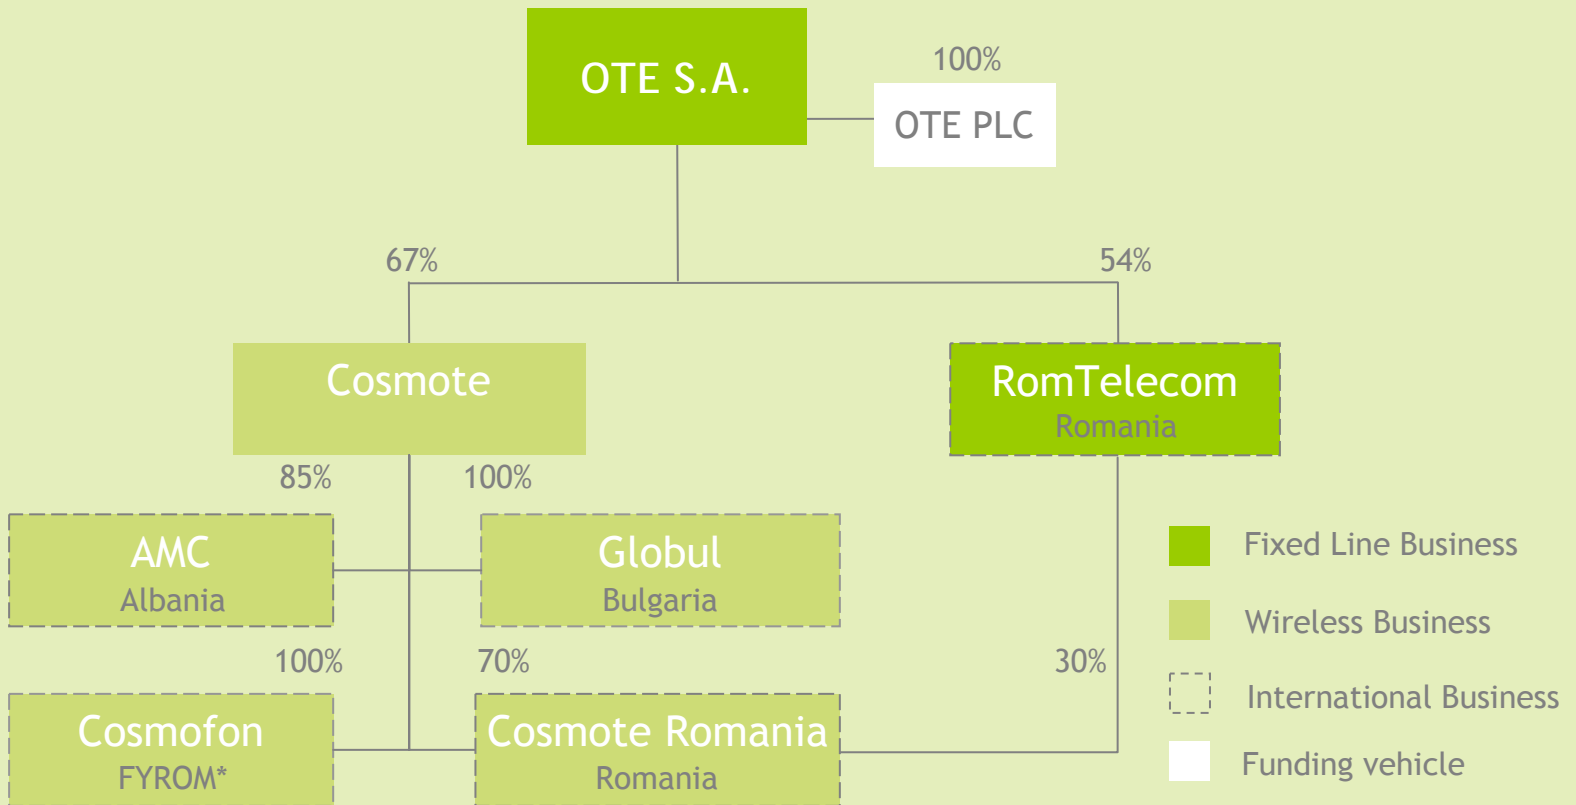 OTE S.A.
100%
OTE PLC
67%
54%
Cosmote
RomTelecom
Romania
85%
100%
AMC
Albania
Globul
Bulgaria
Fixed Line Business
Wireless Business
100%
70%
30%
International Business
Cosmofon
FYROM*
Cosmote Romania
Romania
Funding vehicle